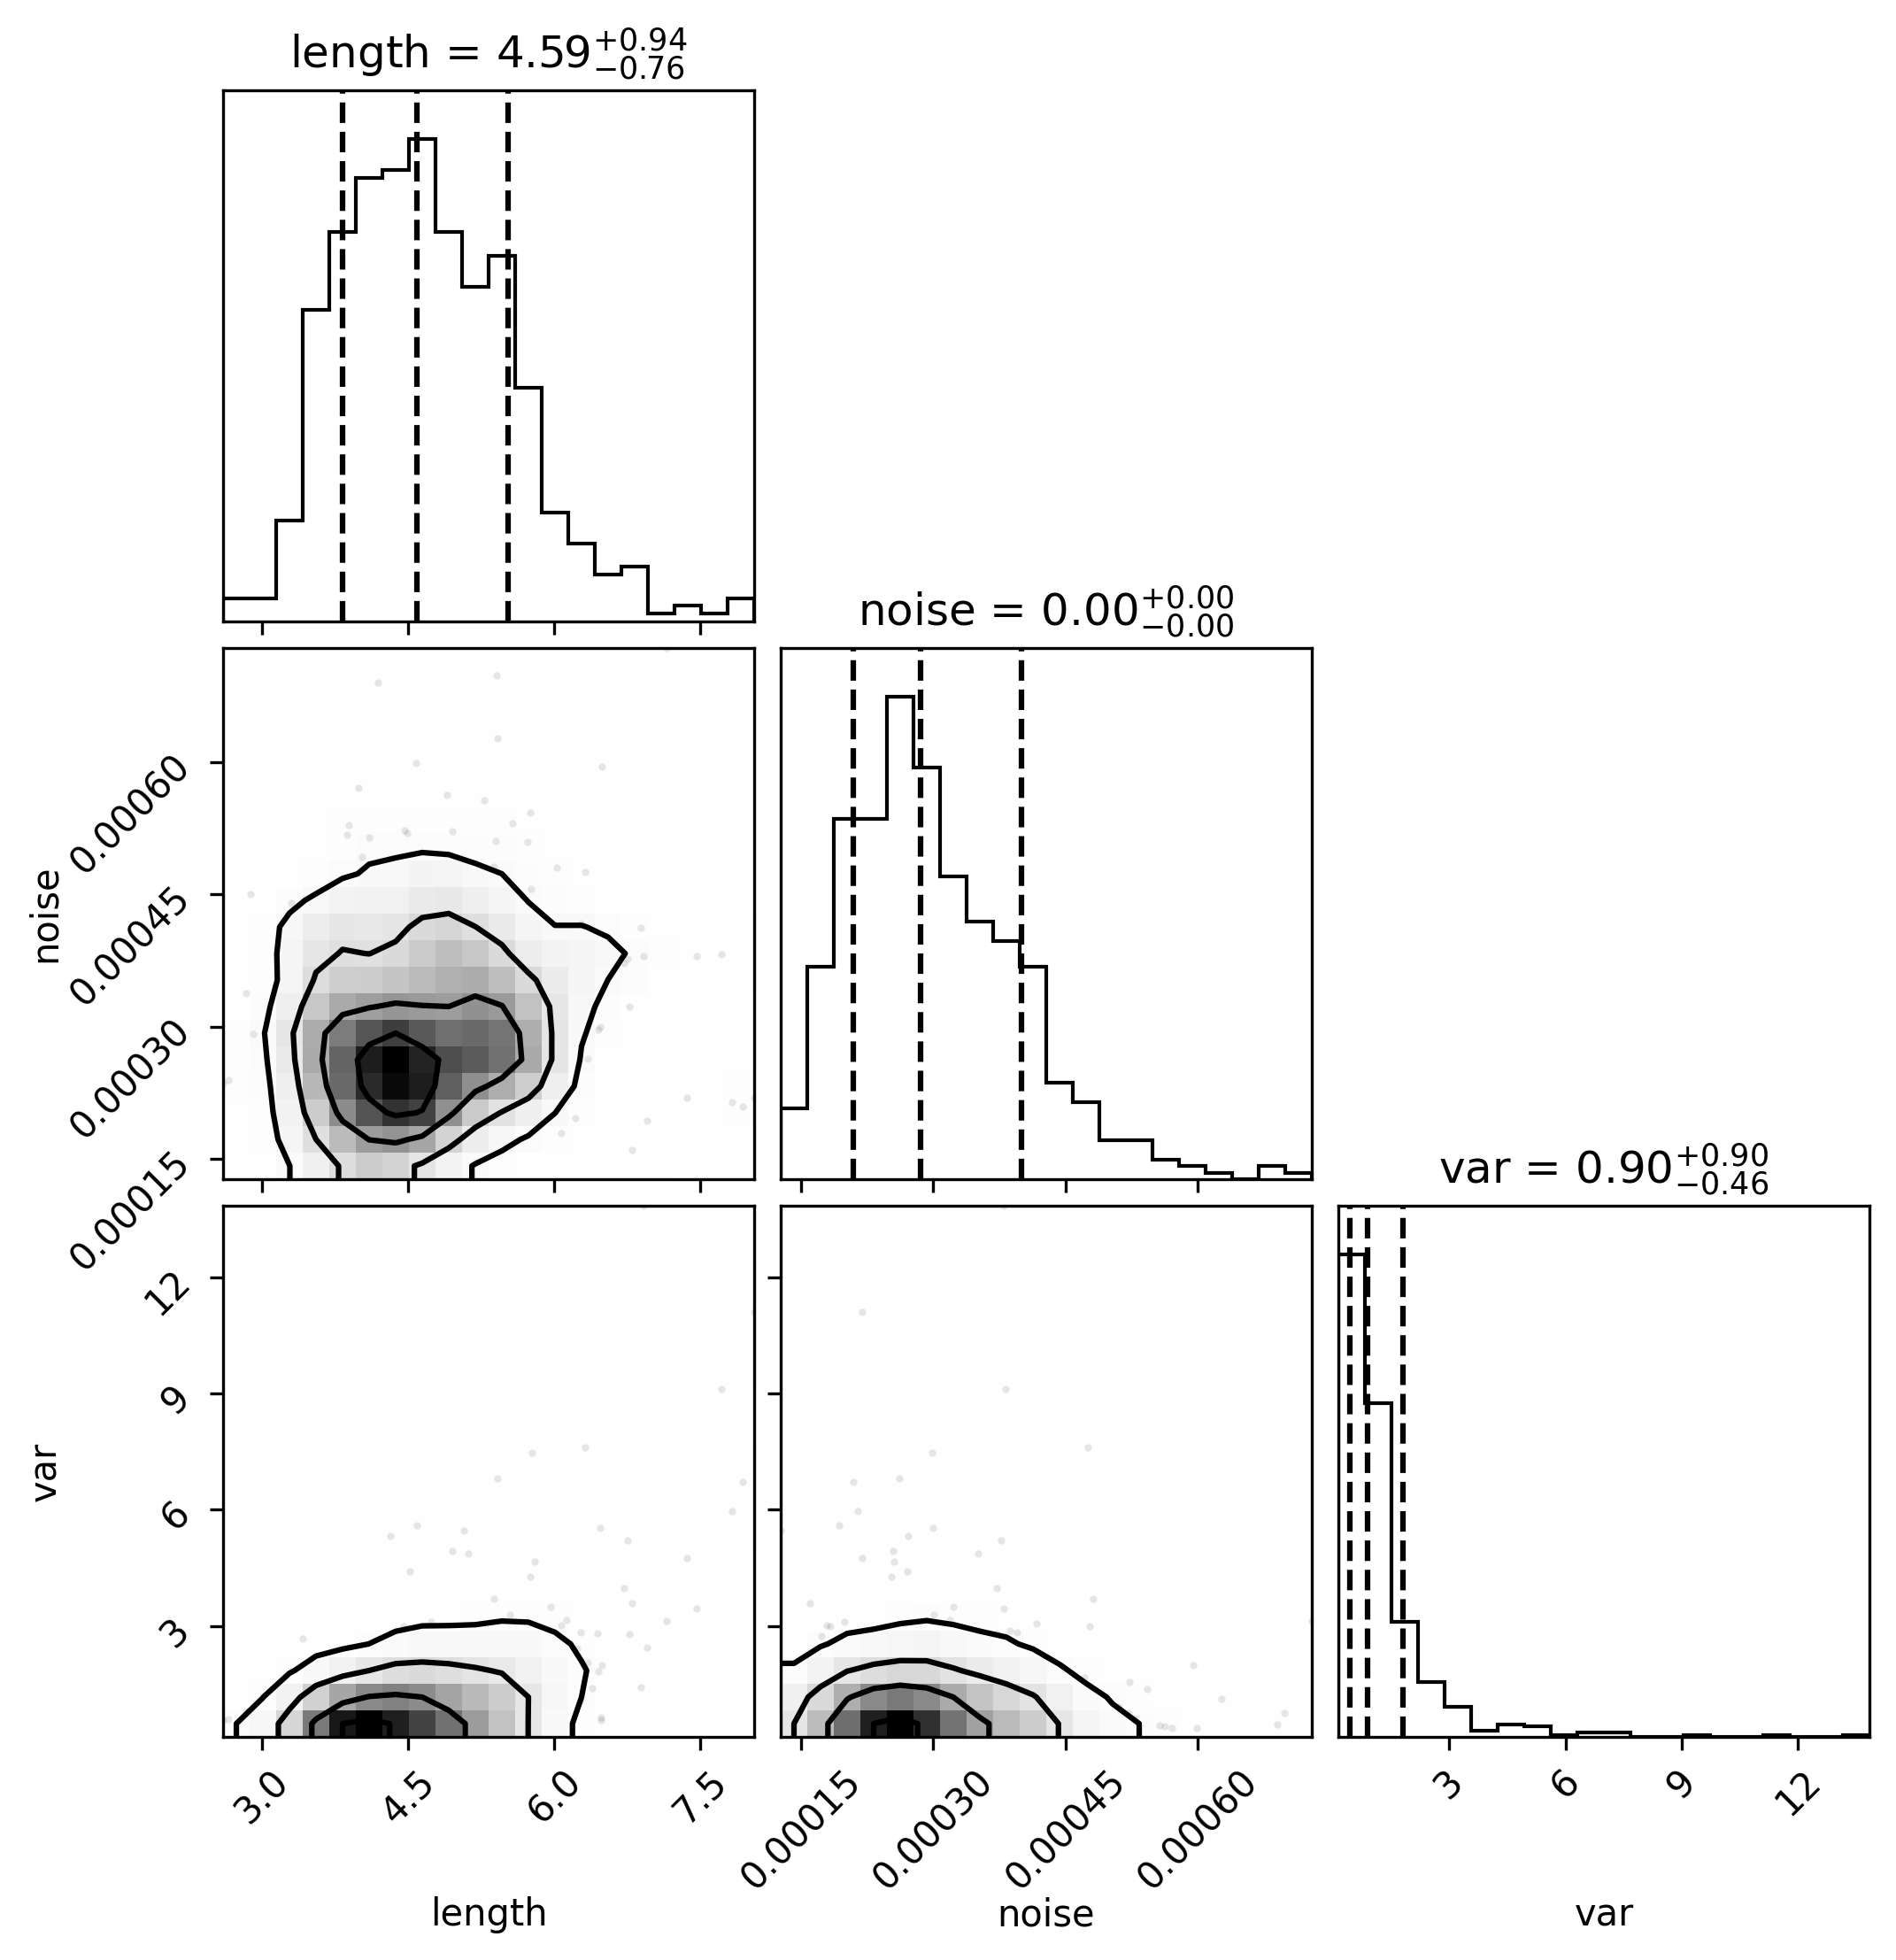 length = 4.59+0.94−0.76
noise = 0.00+0.00−0.00
0.00060
0.00045
0.00030
0.00015
noise
var = 0.90+0.90−0.46
12
9
6
3
var
3.0 4.5 6.0 7.5
0.00015 0.00030 0.00045 0.00060
3 6 9 12
length
noise
var